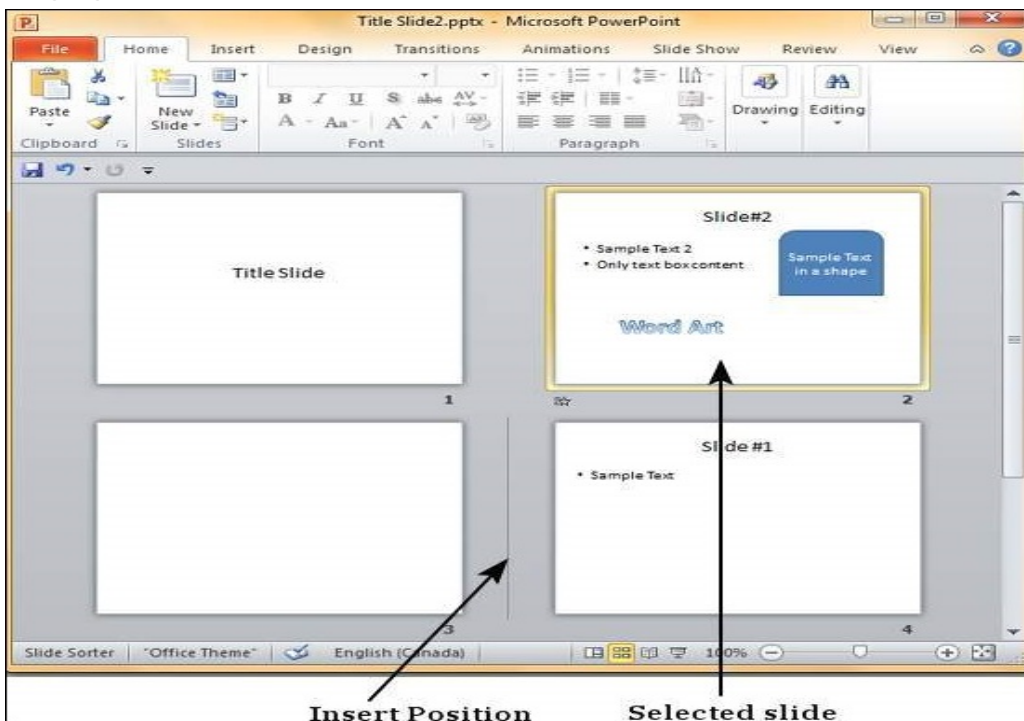 Title Slide2.pptx - Microsoft PowerPoint
File Home Insert Design Transitions Animations Slide Show Review View
Paste
New
Slide
B I U S abc AV
A Aa A A
Drawing Editing
Clipboard Slides Font Paragraph
Title Slide
1
Slide#2
• Sample Text 2
• Only text box content
Sample Text
in a shape
Word Art
2
3
Slide #1
• Sample Text
4
Slide Sorter "Office Theme" English (Canada) 100%
Insert Position Selected slide